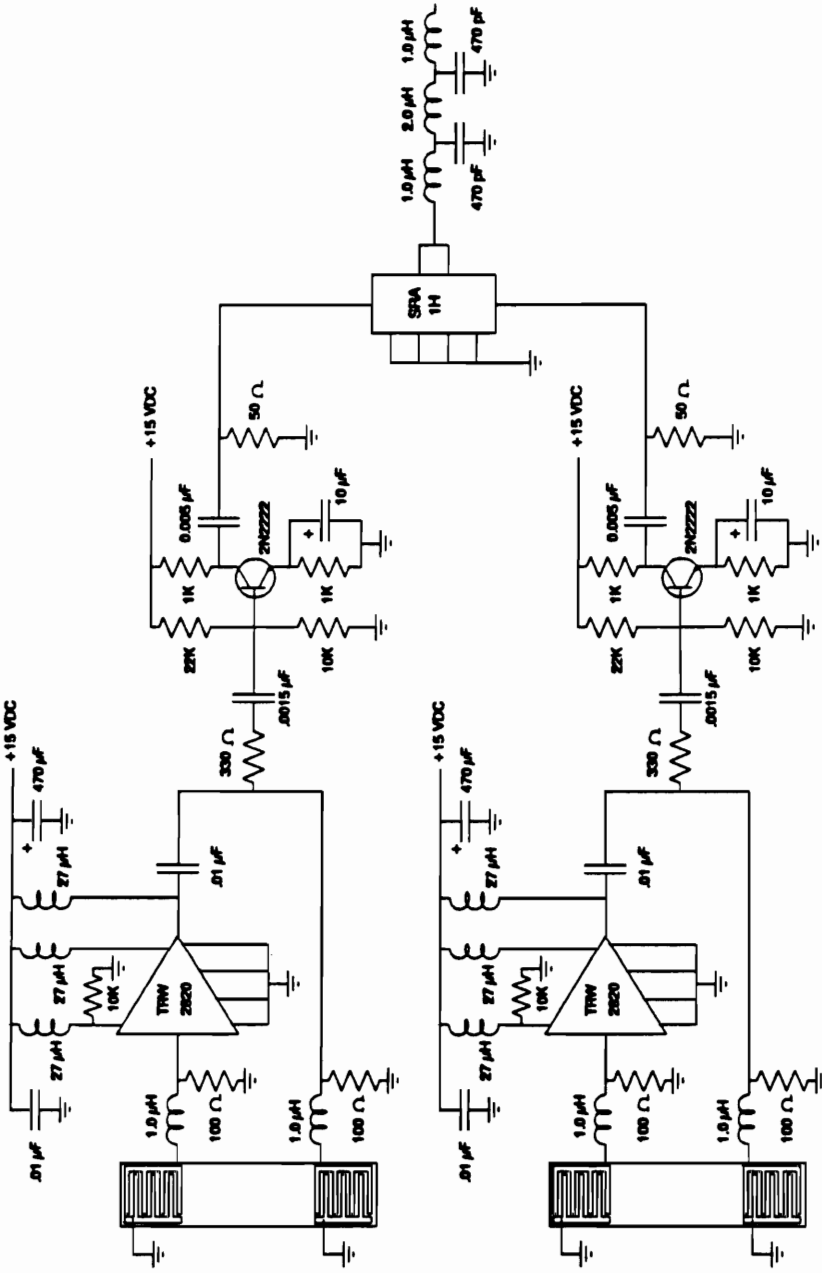 +15 VDC
.01 µF
470 µF
+
27 µH
27 µH
27 µH
10K
TRW
2820
.01 µF
1.0 µH
100 Ω
1.0 µH
100 Ω
330 Ω
.0015 µF
+15 VDC
22K
1K
0.005 µF
50 Ω
2N2222
10K
1K
+
10 µF
SRA
1H
1.0 µH
2.0 µH
1.0 µH
470 pF
470 pF
+15 VDC
.01 µF
470 µF
+
27 µH
27 µH
27 µH
10K
TRW
2820
.01 µF
1.0 µH
100 Ω
1.0 µH
100 Ω
330 Ω
.0015 µF
+15 VDC
22K
1K
0.005 µF
50 Ω
2N2222
10K
1K
+
10 µF